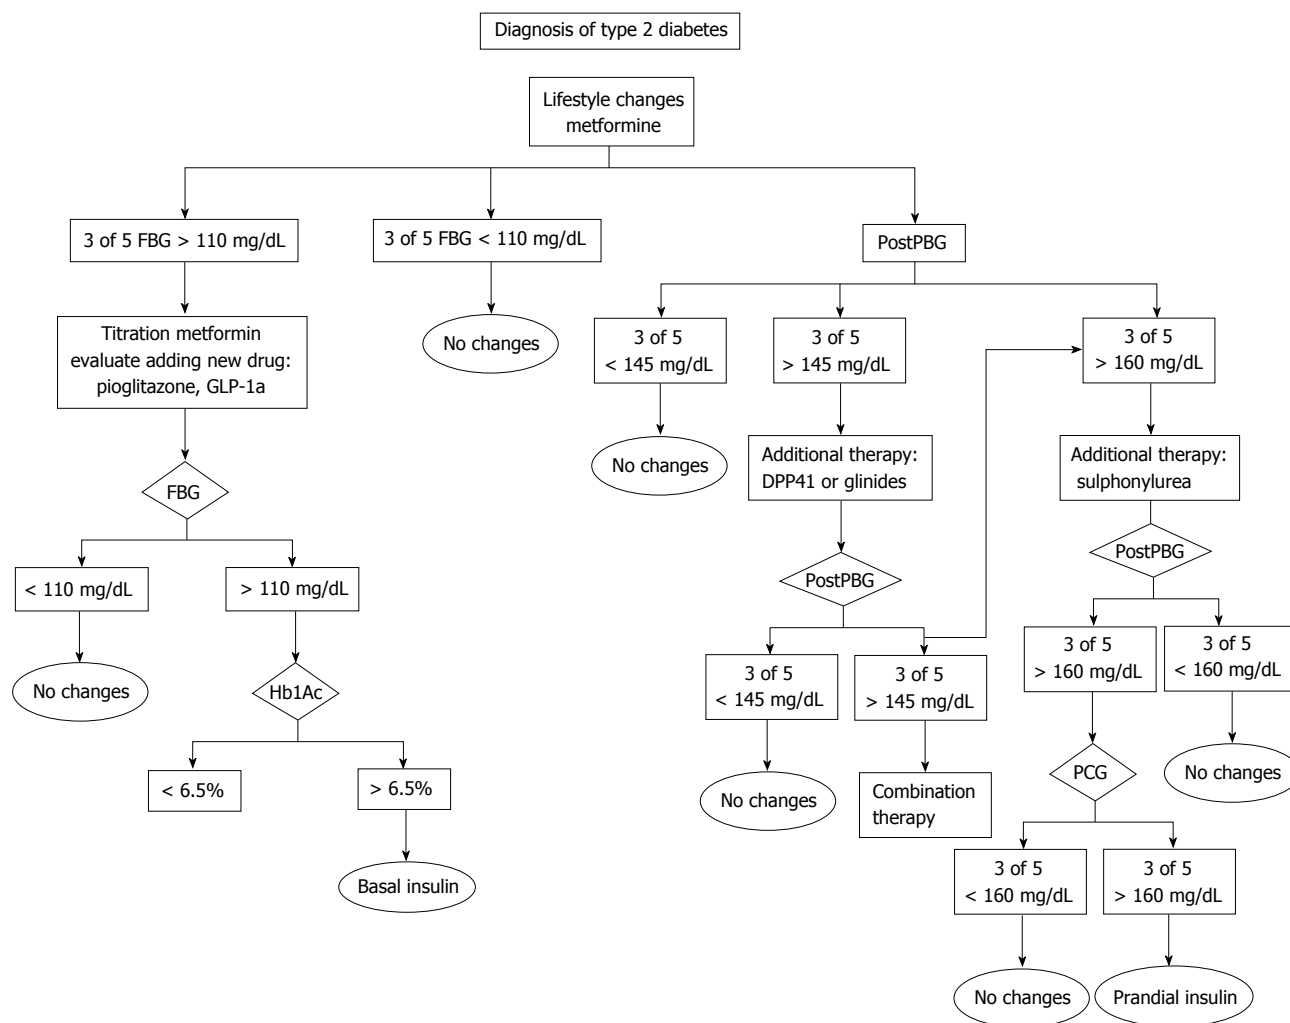 Diagnosis of type 2 diabetes
Lifestyle changes
metformine
3 of 5 FBG > 110 mg/dL
3 of 5 FBG < 110 mg/dL
PostPBG
Titration metformin
evaluate adding new drug:
pioglitazone, GLP-1a
No changes
3 of 5
< 145 mg/dL
3 of 5
> 145 mg/dL
3 of 5
> 160 mg/dL
No changes
Additional therapy:
DPP41 or glinides
Additional therapy:
sulphonylurea
FBG
PostPBG
PostPBG
< 110 mg/dL
> 110 mg/dL
No changes
Hb1Ac
3 of 5
< 145 mg/dL
3 of 5
> 145 mg/dL
3 of 5
> 160 mg/dL
3 of 5
< 160 mg/dL
< 6.5%
> 6.5%
No changes
Combination
therapy
PCG
No changes
Basal insulin
3 of 5
< 160 mg/dL
3 of 5
> 160 mg/dL
No changes
Prandial insulin